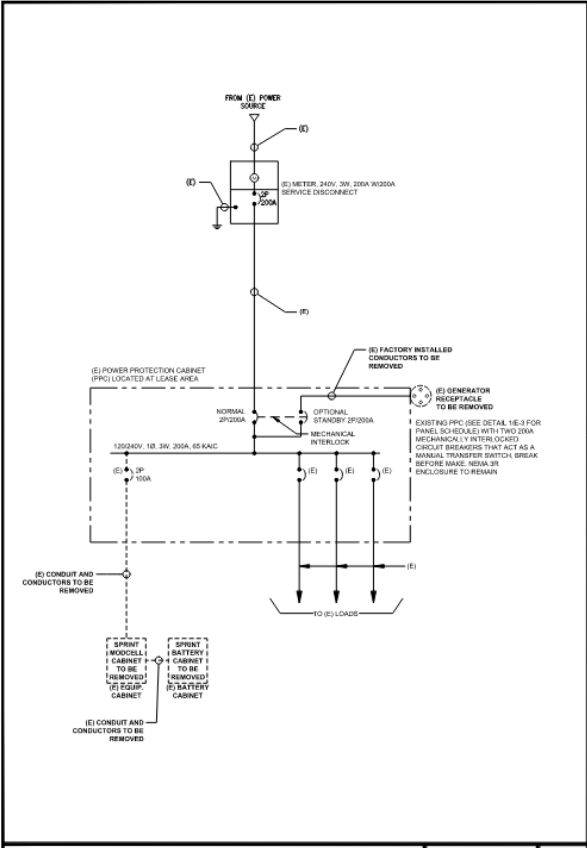 FROM (E) POWER
SOURCE
(E)
(E)
M
2P
200A
(E) METER, 240V, 3W, 200A W/200A
SERVICE DISCONNECT
(E)
(E) FACTORY INSTALLED
CONDUCTORS TO BE
REMOVED
(E) POWER PROTECTION CABINET
(PPC) LOCATED AT LEASE AREA
(E) GENERATOR
RECEPTACLE
TO BE REMOVED
NORMAL
2P/200A
OPTIONAL
STANDBY 2P/200A
MECHANICAL
INTERLOCK
EXISTING PPC (SEE DETAIL 1/E-3 FOR
PANEL SCHEDULE) WITH TWO 200A
MECHANICALLY INTERLOCKED
CIRCUIT BREAKERS THAT ACT AS A
MANUAL TRANSFER SWITCH, BREAK
BEFORE MAKE. NEMA 3R
ENCLOSURE TO REMAIN
120/240V, 1Ø, 3W, 200A, 65 KAIC
(E)
2P
100A
(E)
(E)
(E)
(E)
(E) CONDUIT AND
CONDUCTORS TO BE
REMOVED
TO (E) LOADS
SPRINT
MODCELL
CABINET
TO BE
REMOVED
(E) EQUIP.
CABINET
SPRINT
BATTERY
CABINET
TO BE
REMOVED
(E) BATTERY
CABINET
(E) CONDUIT AND
CONDUCTORS TO BE
REMOVED